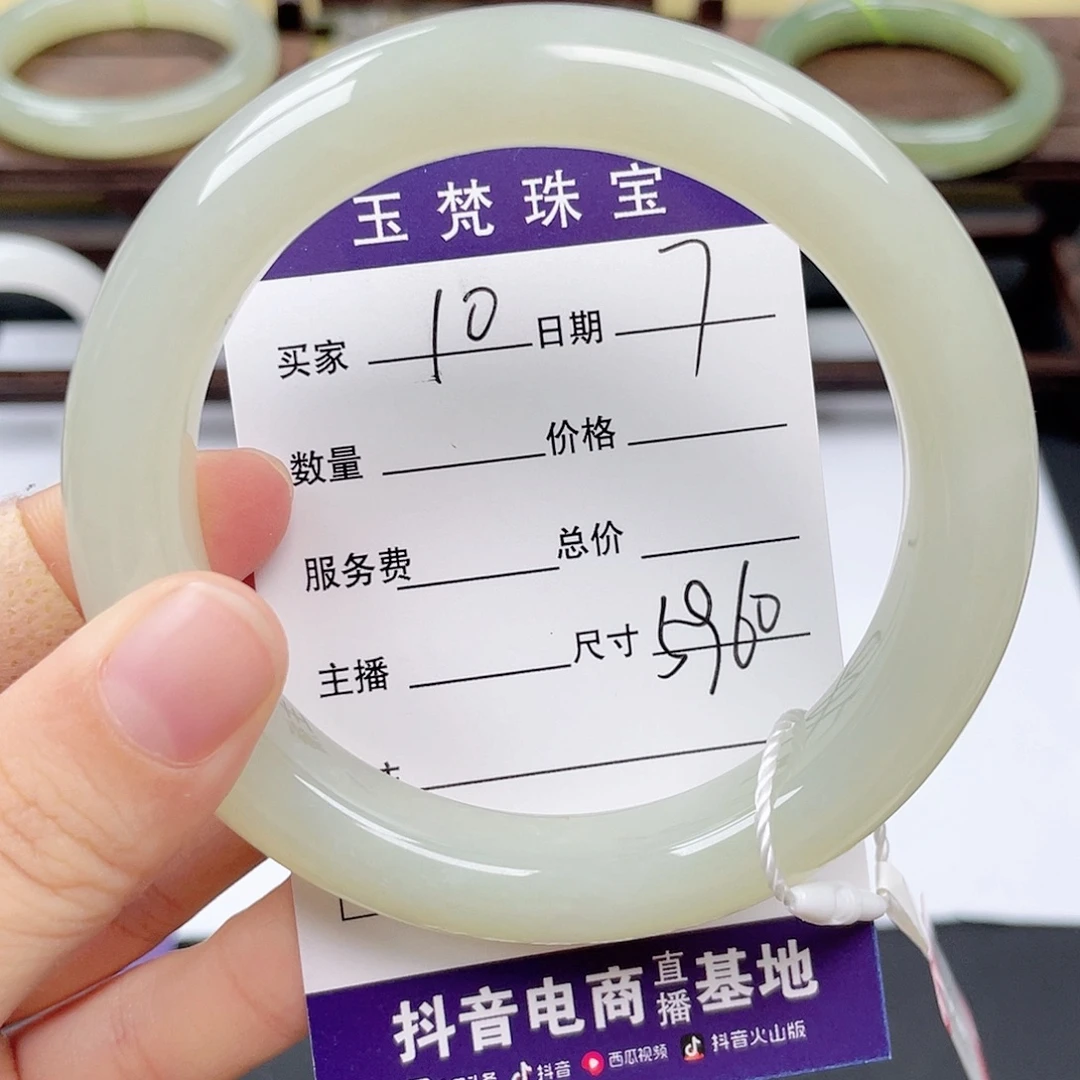 玉梵珠宝
买家 10 日期 7
数量 价格
服务费 总价
主播 尺寸 5960
抖音电商直播基地
抖音 西瓜视频 抖音火山版